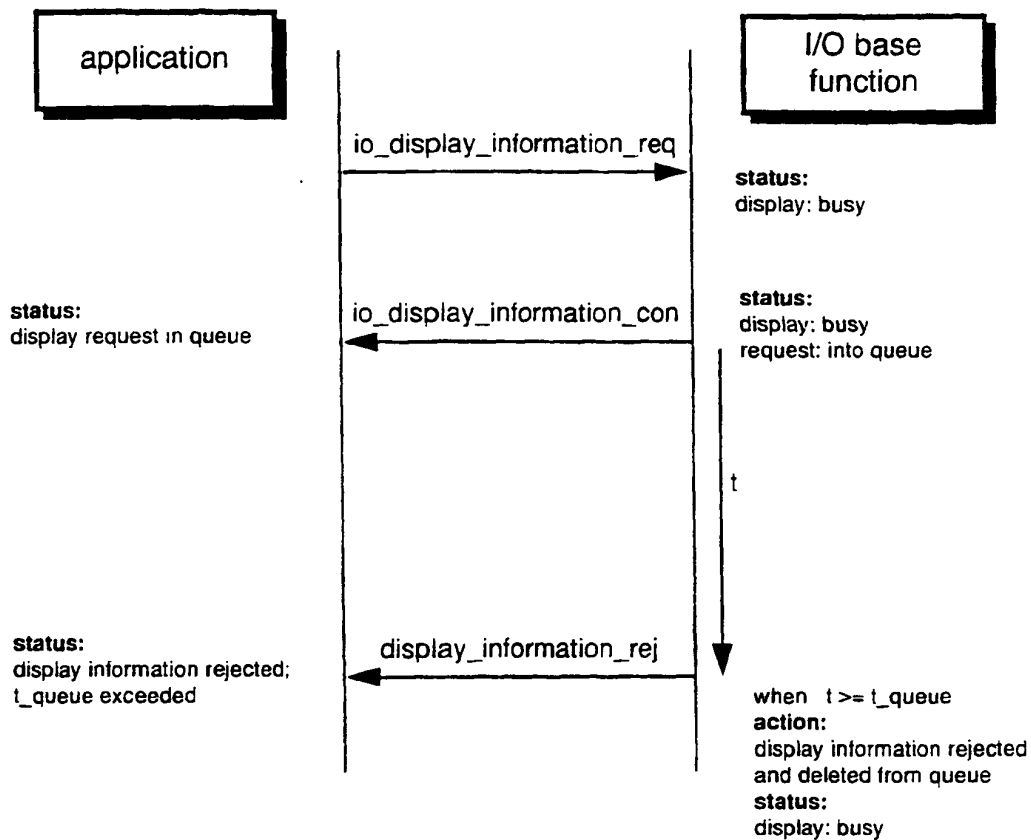 application
I/O base
function
io_display_information_req
status:
display: busy
status:
display request in queue
io_display_information_con
status:
display: busy
request: into queue
t
status:
display information rejected;
t_queue exceeded
display_information_rej
when t >= t_queue
action:
display information rejected
and deleted from queue
status:
display: busy